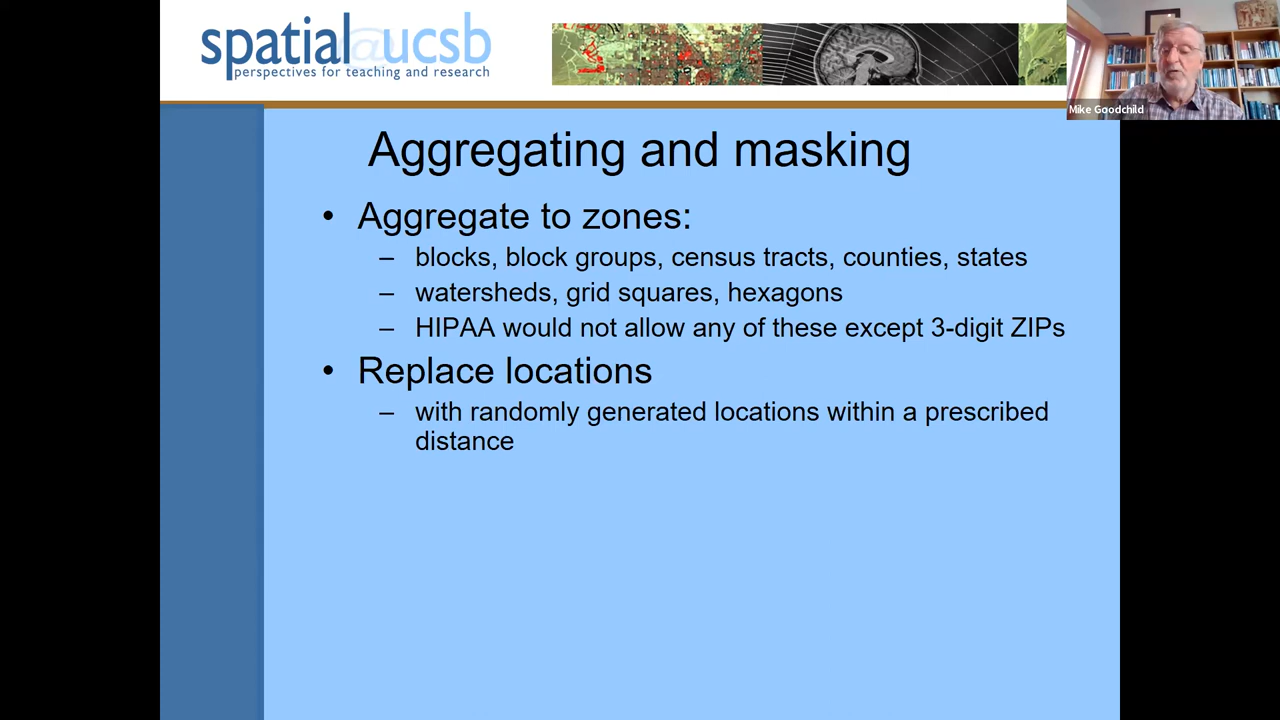 spatial@ucsb
perspectives for teaching and research
Mike Goodchild
Aggregating and masking
• Aggregate to zones:
– blocks, block groups, census tracts, counties, states
– watersheds, grid squares, hexagons
– HIPAA would not allow any of these except 3-digit ZIPs
• Replace locations
– with randomly generated locations within a prescribed
distance